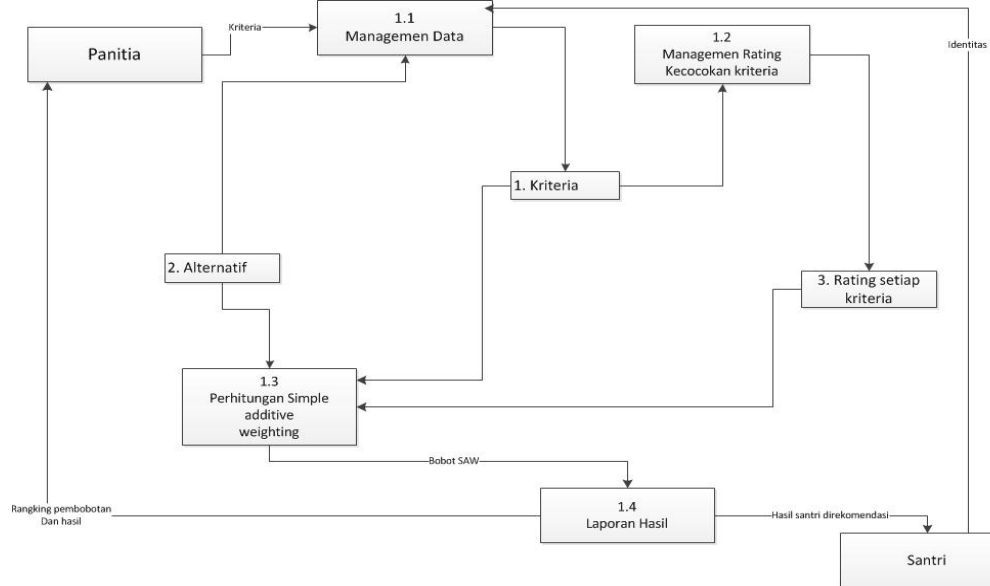 Panitia
Kriteria
1.1
Managemen Data
1.2
Managemen Rating
Kecocokan kriteria
Identitas
1. Kriteria
2. Alternatif
3. Rating setiap
kriteria
1.3
Perhitungan Simple
additive
weighting
Bobot SAW
Rangking pembobotan
Dan hasil
1.4
Laporan Hasil
Hasil santri direkomendasi
Santri